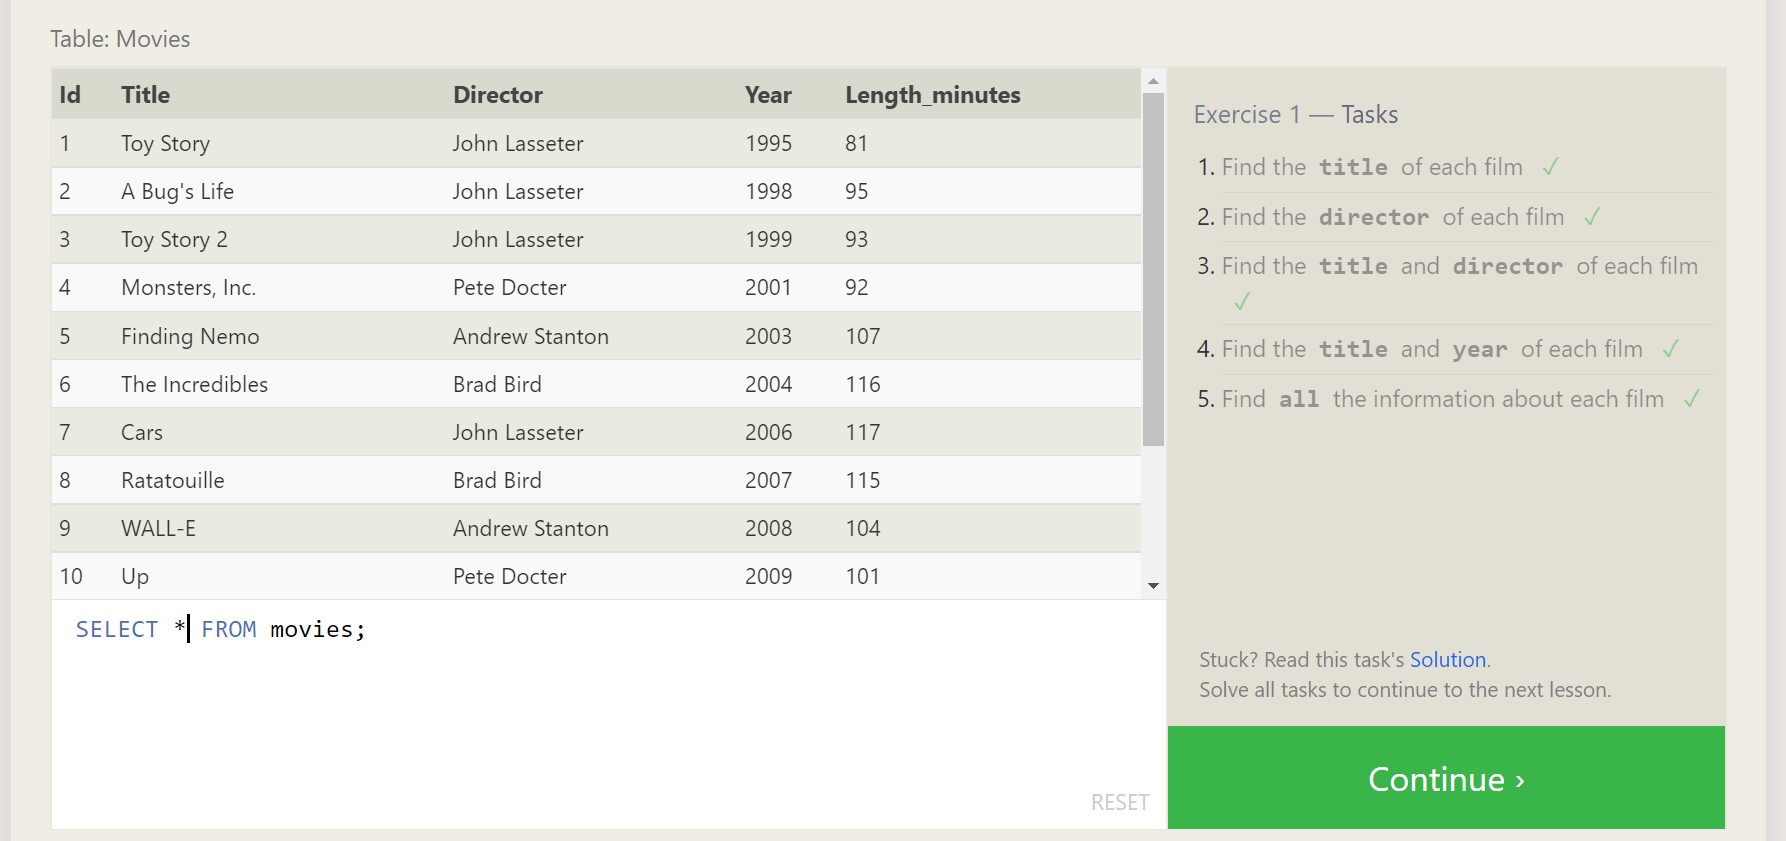 Table: Movies
Id Title Director Year Length_minutes
1 Toy Story John Lasseter 1995 81
2 A Bug's Life John Lasseter 1998 95
3 Toy Story 2 John Lasseter 1999 93
4 Monsters, Inc. Pete Docter 2001 92
5 Finding Nemo Andrew Stanton 2003 107
6 The Incredibles Brad Bird 2004 116
7 Cars John Lasseter 2006 117
8 Ratatouille Brad Bird 2007 115
9 WALL-E Andrew Stanton 2008 104
10 Up Pete Docter 2009 101
SELECT * FROM movies;
RESET
Exercise 1 — Tasks
1. Find the title of each film ✓
2. Find the director of each film ✓
3. Find the title and director of each film
✓
4. Find the title and year of each film ✓
5. Find all the information about each film ✓
Stuck? Read this task's Solution.
Solve all tasks to continue to the next lesson.
Continue ›